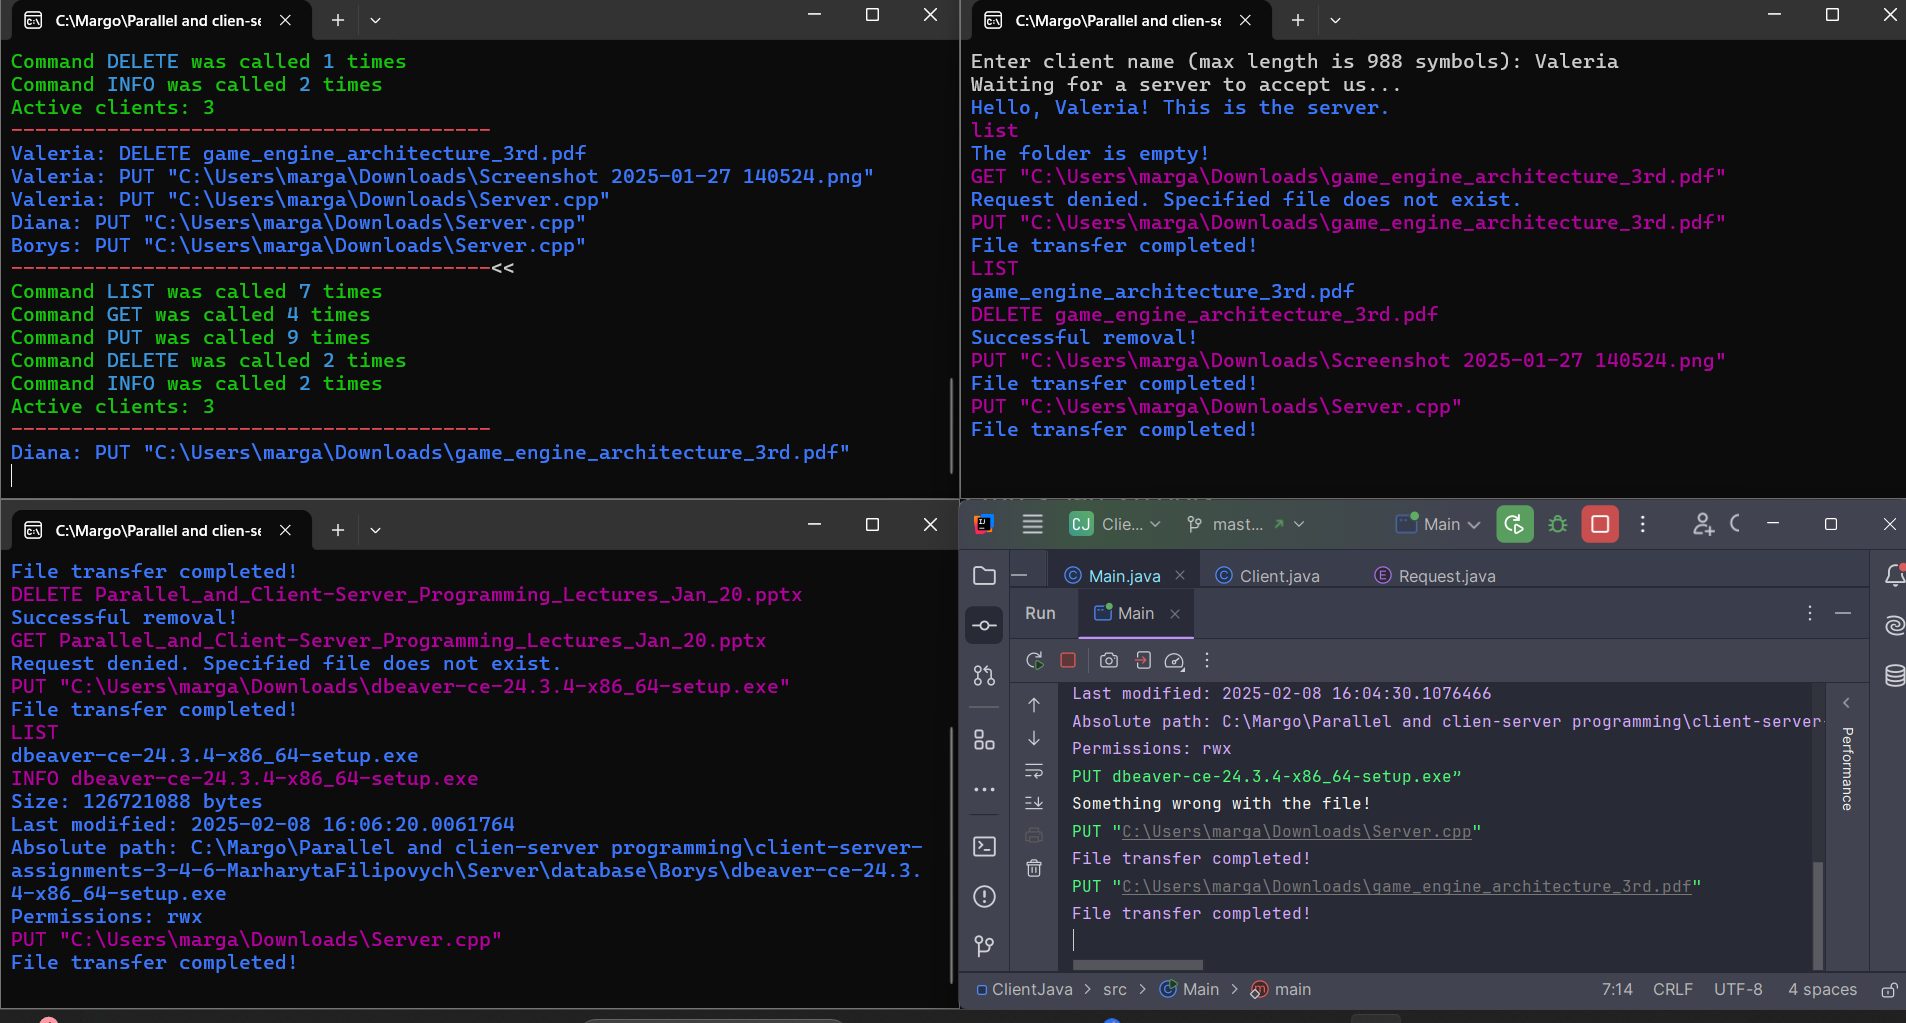 C:\Margo\Parallel and clien-se
Command DELETE was called 1 times
Command INFO was called 2 times
Active clients: 3
----------------------------------------
Valeria: DELETE game_engine_architecture_3rd.pdf
Valeria: PUT "C:\Users\marga\Downloads\Screenshot 2025-01-27 140524.png"
Valeria: PUT "C:\Users\marga\Downloads\Server.cpp"
Diana: PUT "C:\Users\marga\Downloads\Server.cpp"
Borys: PUT "C:\Users\marga\Downloads\Server.cpp"
----------------------------------------<<
Command LIST was called 7 times
Command GET was called 4 times
Command PUT was called 9 times
Command DELETE was called 2 times
Command INFO was called 2 times
Active clients: 3
----------------------------------------
Diana: PUT "C:\Users\marga\Downloads\game_engine_architecture_3rd.pdf"
C:\Margo\Parallel and clien-se
Enter client name (max length is 988 symbols): Valeria
Waiting for a server to accept us...
Hello, Valeria! This is the server.
list
The folder is empty!
GET "C:\Users\marga\Downloads\game_engine_architecture_3rd.pdf"
Request denied. Specified file does not exist.
PUT "C:\Users\marga\Downloads\game_engine_architecture_3rd.pdf"
File transfer completed!
LIST
game_engine_architecture_3rd.pdf
DELETE game_engine_architecture_3rd.pdf
Successful removal!
PUT "C:\Users\marga\Downloads\Screenshot 2025-01-27 140524.png"
File transfer completed!
PUT "C:\Users\marga\Downloads\Server.cpp"
File transfer completed!
C:\Margo\Parallel and clien-se
File transfer completed!
DELETE Parallel_and_Client-Server_Programming_Lectures_Jan_20.pptx
Successful removal!
GET Parallel_and_Client-Server_Programming_Lectures_Jan_20.pptx
Request denied. Specified file does not exist.
PUT "C:\Users\marga\Downloads\dbeaver-ce-24.3.4-x86_64-setup.exe"
File transfer completed!
LIST
dbeaver-ce-24.3.4-x86_64-setup.exe
INFO dbeaver-ce-24.3.4-x86_64-setup.exe
Size: 126721088 bytes
Last modified: 2025-02-08 16:06:20.0061764
Absolute path: C:\Margo\Parallel and clien-server programming\client-server-
assignments-3-4-6-MarharytaFilipovych\Server\database\Borys\dbeaver-ce-24.3.
4-x86_64-setup.exe
Permissions: rwx
PUT "C:\Users\marga\Downloads\Server.cpp"
File transfer completed!
CJ Clie... mast... Main
Main.java Client.java Request.java
Run Main
Last modified: 2025-02-08 16:04:30.1076466
Absolute path: C:\Margo\Parallel and clien-server programming\client-server-
Permissions: rwx
PUT dbeaver-ce-24.3.4-x86_64-setup.exe”
Something wrong with the file!
PUT "C:\Users\marga\Downloads\Server.cpp"
File transfer completed!
PUT "C:\Users\marga\Downloads\game_engine_architecture_3rd.pdf"
File transfer completed!
Performance
ClientJava > src > Main > main 7:14 CRLF UTF-8 4 spaces